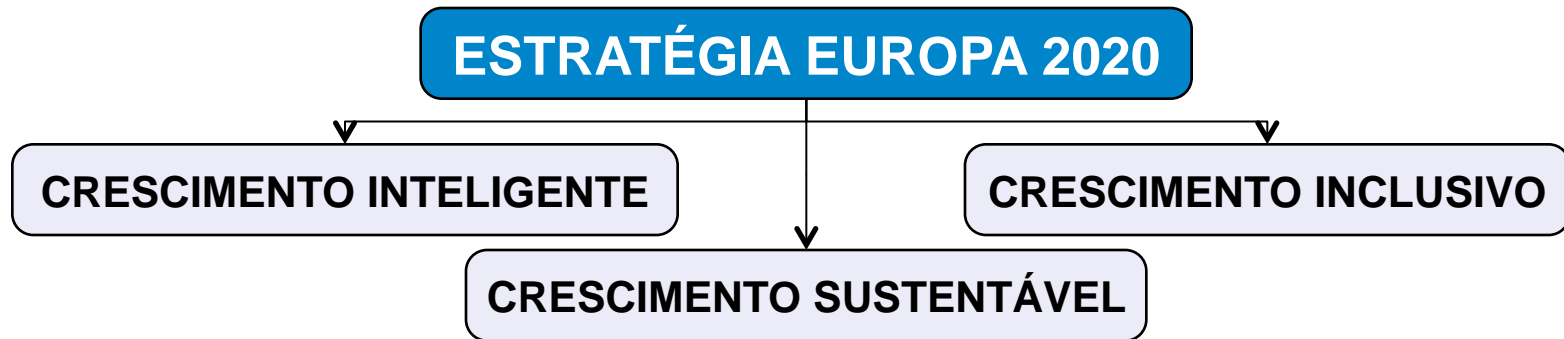 ESTRATÉGIA EUROPA 2020
CRESCIMENTO INTELIGENTE
CRESCIMENTO INCLUSIVO
CRESCIMENTO SUSTENTÁVEL